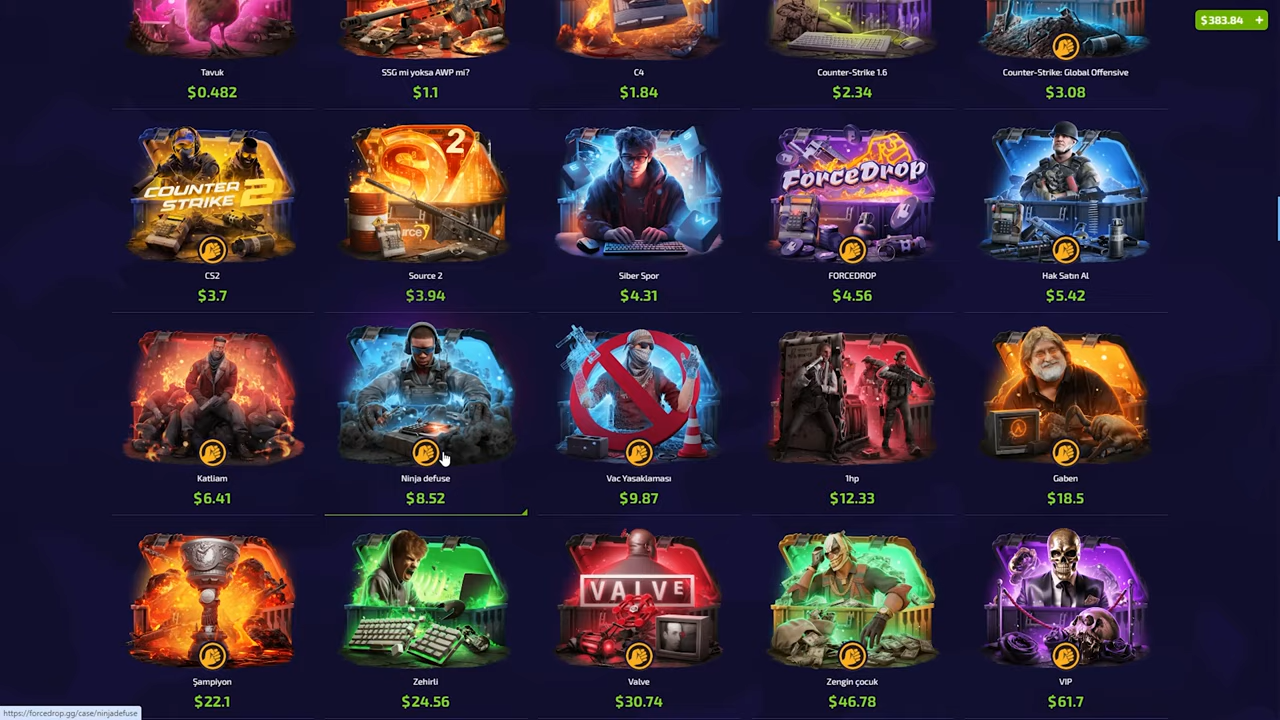 $383.84 +
Tavuk
$0.482
SSG mi yoksa AWP mi?
$1.1
C4
$1.84
Counter-Strike 1.6
$2.34
Counter-Strike: Global Offensive
$3.08
COUNTER
STRIKE 2
CS2
$3.7
S2
Source 2
$3.94
W
Siber Spor
$4.31
ForceDrop
FORCEDROP
$4.56
Hak Satın Al
$5.42
Katliam
$6.41
Ninja defuse
$8.52
Vac Yasaklaması
$9.87
1hp
$12.33
Gaben
$18.5
Şampiyon
$22.1
Zehirli
$24.56
VALVE
Valve
$30.74
Zengin çocuk
$46.78
VIP
$61.7
https://forcedrop.gg/case/ninjadefuse